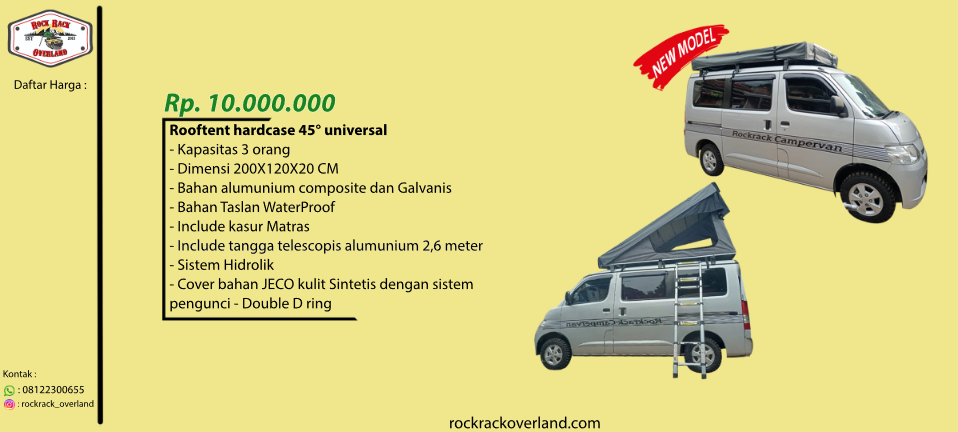 ROCK RACK
OVERLAND
Daftar Harga :
Rp. 10.000.000
Rooftent hardcase 45° universal
- Kapasitas 3 orang
- Dimensi 200X120X20 CM
- Bahan alumunium composite dan Galvanis
- Bahan Taslan WaterProof
- Include kasur Matras
- Include tangga telescopis alumunium 2,6 meter
- Sistem Hidrolik
- Cover bahan JECO kulit Sintetis dengan sistem
pengunci - Double D ring
NEW MODEL
Rockrack Campervan
Rockrack Campervan
Kontak :
: 08122300655
: rockrack_overland
rockrackoverland.com